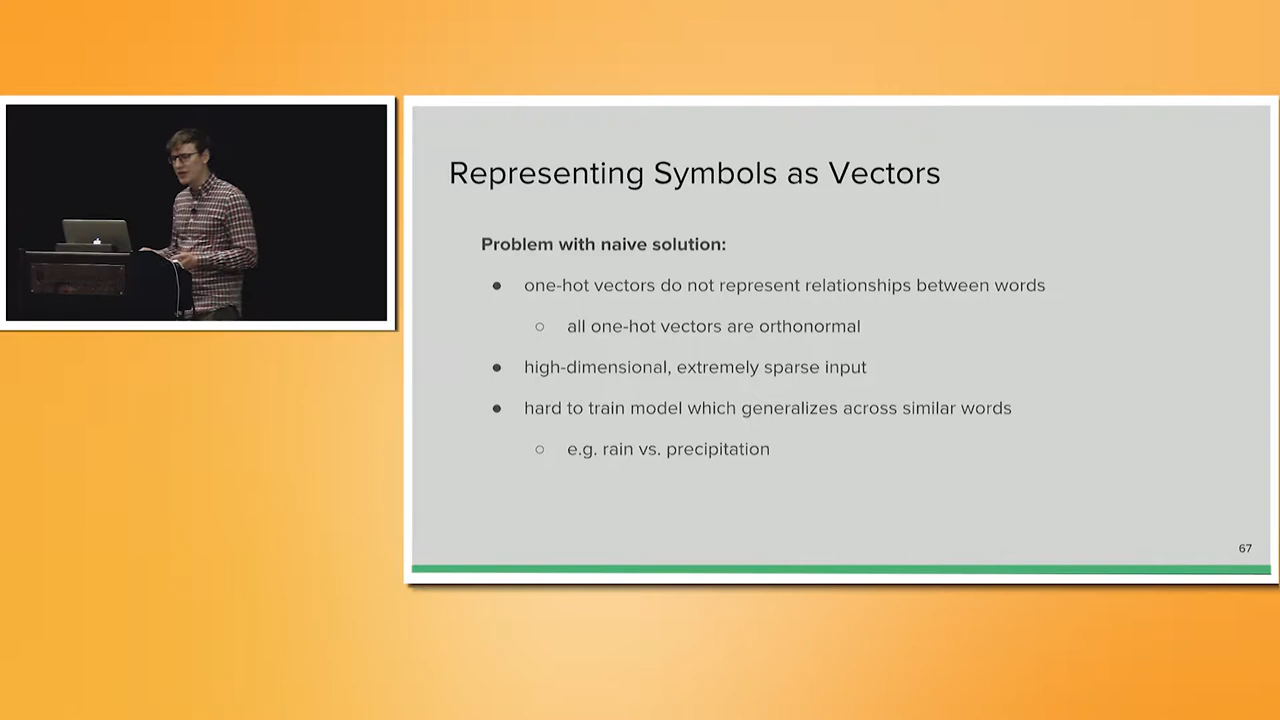 Representing Symbols as Vectors
Problem with naive solution:
● one-hot vectors do not represent relationships between words
○ all one-hot vectors are orthonormal
● high-dimensional, extremely sparse input
● hard to train model which generalizes across similar words
○ e.g. rain vs. precipitation
67